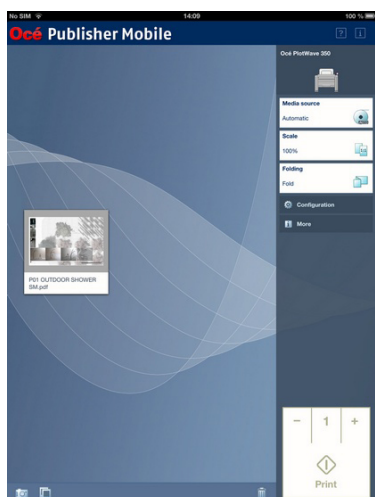 No SIM
14:09
100 %
Océ Publisher Mobile
?
i
Océ PlotWave 350
Media source
Automatic
Scale
100%
Folding
Fold
Configuration
More
P01 OUTDOOR SHOWER
SM.pdf
− 1 +
Print